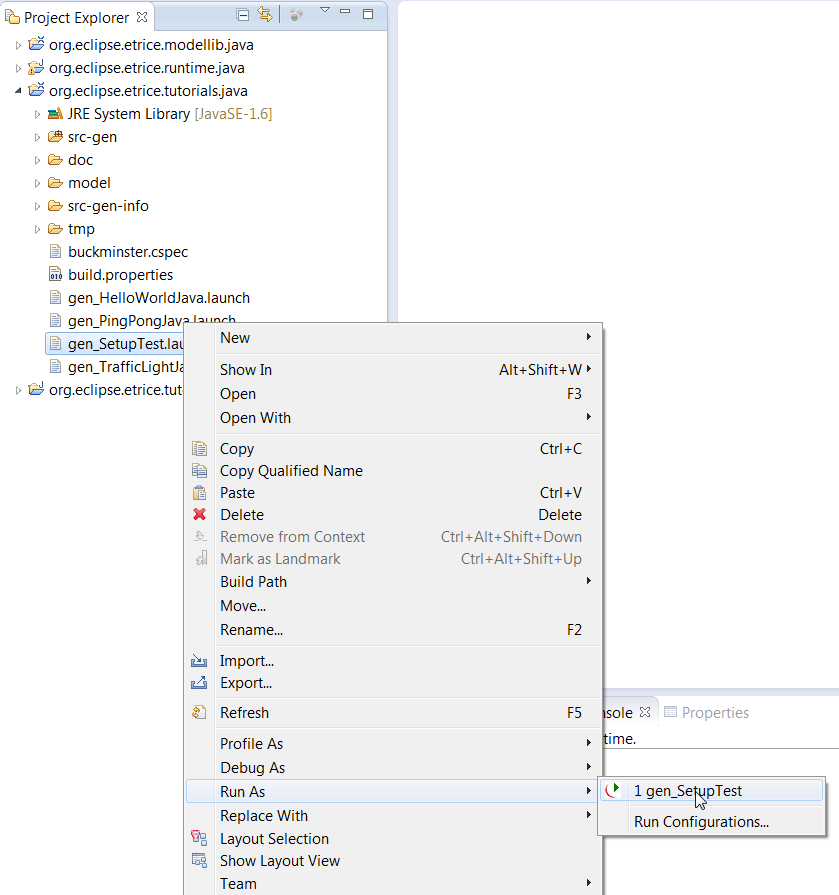 Project Explorer
org.eclipse.etrice.modellib.java
org.eclipse.etrice.runtime.java
org.eclipse.etrice.tutorials.java
JRE System Library [JavaSE-1.6]
src-gen
doc
model
src-gen-info
tmp
buckminster.cspec
build.properties
gen_HelloWorldJava.launch
gen_PingPongJava.launch
gen_SetupTest.lau
gen_TrafficLightJa
org.eclipse.etrice.tut
New
Show In Alt+Shift+W
Open F3
Open With
Copy Ctrl+C
Copy Qualified Name
Paste Ctrl+V
Delete Delete
Remove from Context Ctrl+Alt+Shift+Down
Mark as Landmark Ctrl+Alt+Shift+Up
Build Path
Move...
Rename... F2
Import...
Export...
Refresh F5
Profile As
Debug As
Run As
Replace With
Layout Selection
Show Layout View
Team
nsole Properties
time.
1 gen_SetupTest
Run Configurations...